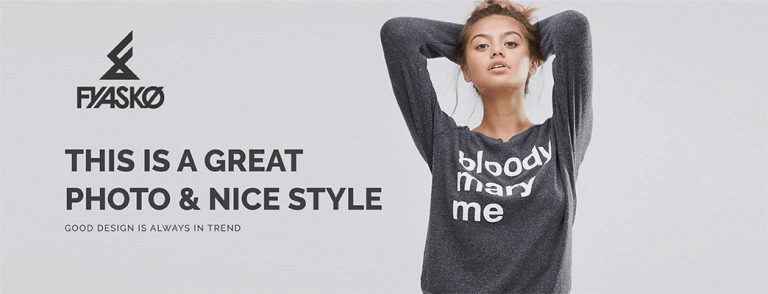 FYASKØ
THIS IS A GREAT
PHOTO & NICE STYLE
GOOD DESIGN IS ALWAYS IN TREND
bloody
mary
me